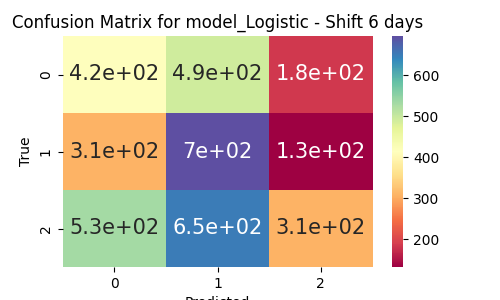 Confusion Matrix for model_Logistic - Shift 6 days
0 4.2e+02 4.9e+02 1.8e+02
1 3.1e+02 7e+02 1.3e+02
2 5.3e+02 6.5e+02 3.1e+02
True
0 1 2
Predicted
600
500
400
300
200